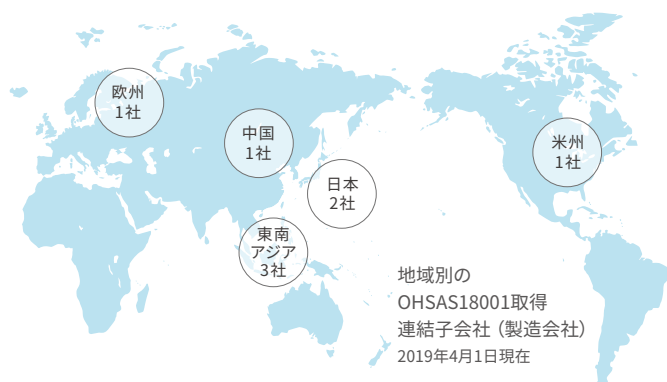 欧州
1社
中国
1社
日本
2社
東南
アジア
3社
米州
1社
地域別の
OHSAS18001取得
連結子会社（製造会社）
2019年4月1日現在